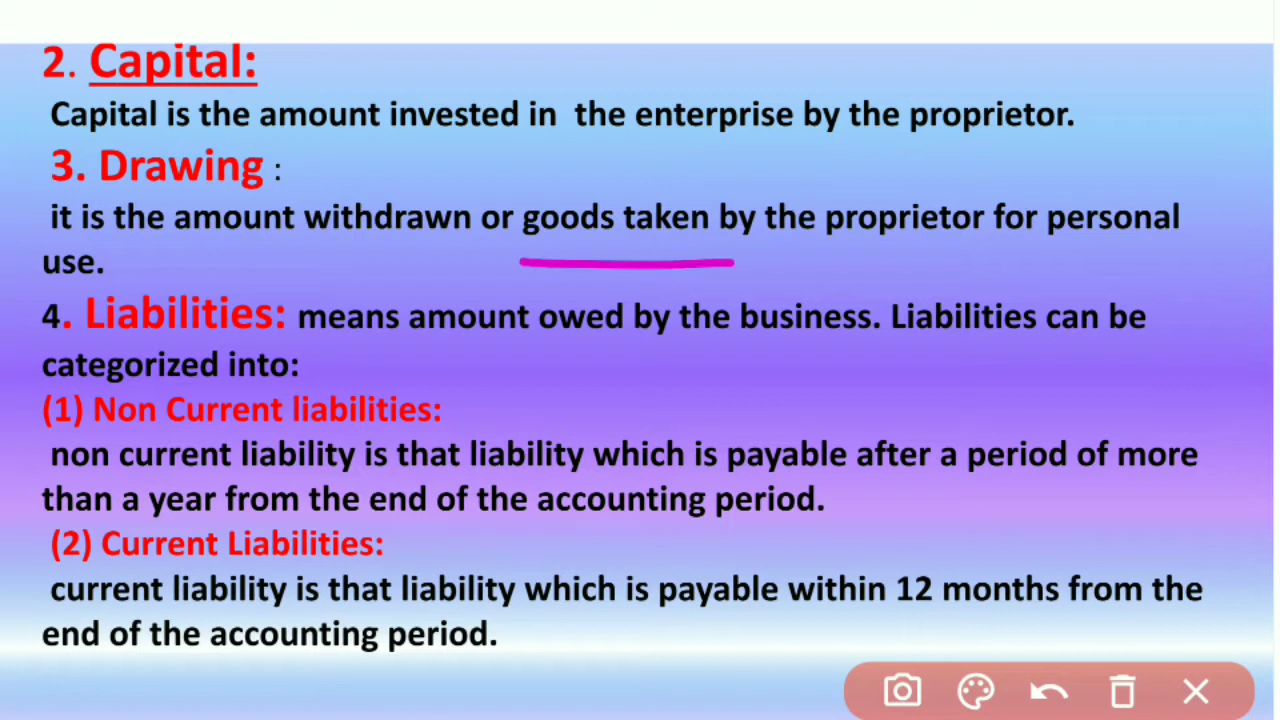 2. Capital:
Capital is the amount invested in the enterprise by the proprietor.
3. Drawing :
it is the amount withdrawn or goods taken by the proprietor for personal
use.
4. Liabilities: means amount owed by the business. Liabilities can be
categorized into:
(1) Non Current liabilities:
non current liability is that liability which is payable after a period of more
than a year from the end of the accounting period.
(2) Current Liabilities:
current liability is that liability which is payable within 12 months from the
end of the accounting period.